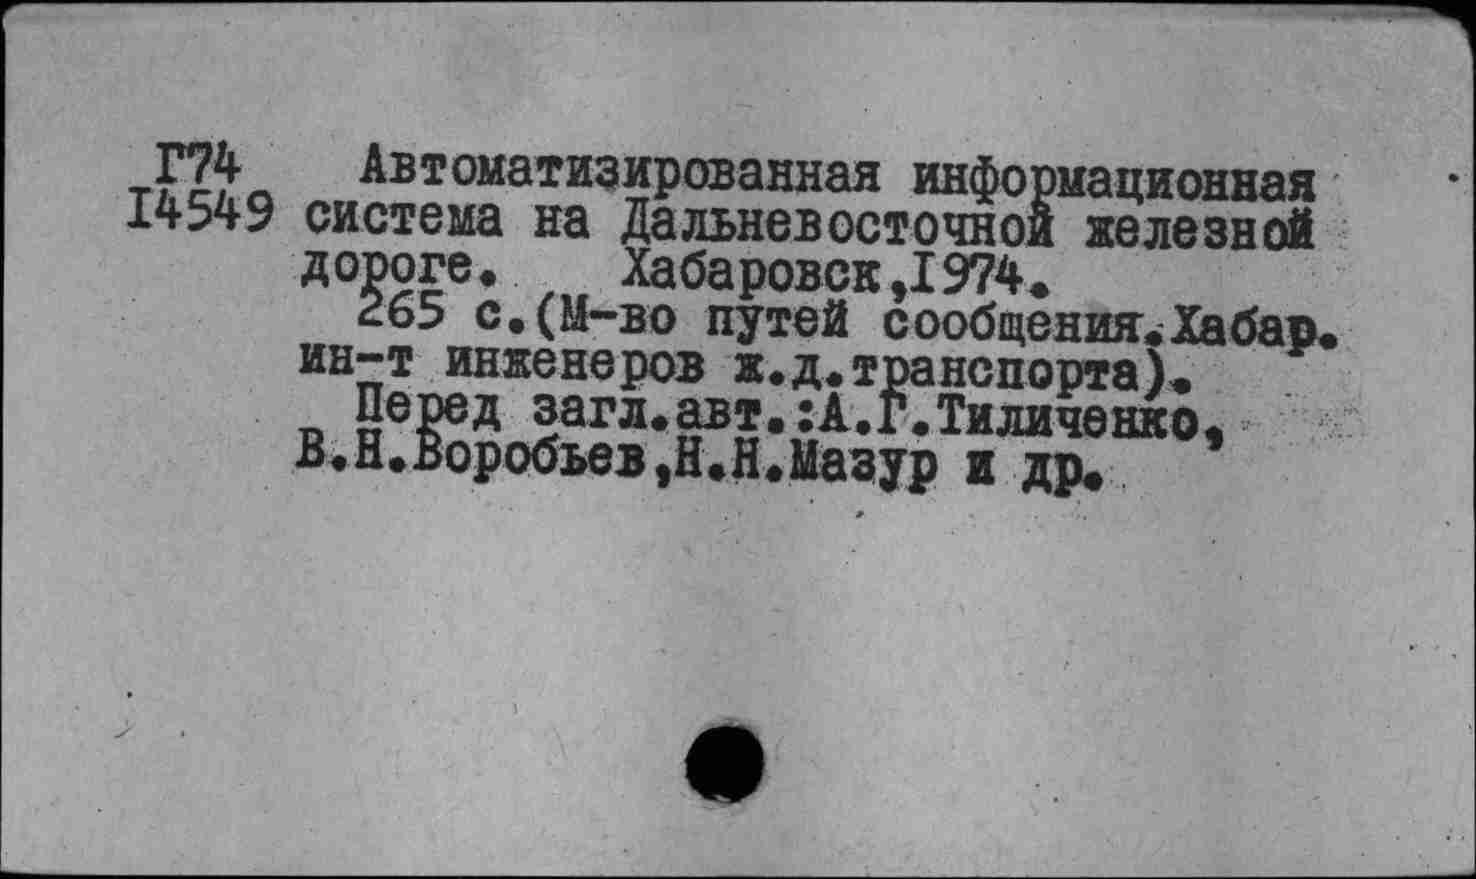 Г74 Автоматизированная информационная
14549 система на Дальневосточной железной
дороге. Хабаровск,1974.
265 с.(М-во путей сообщения.Хабар.
ин-т инженеров ж.д.транспорта).
Перед загл.авт.:А.Г.Тиличенко,
В.Н.Воробьев,Н.Н.Мазур и др.